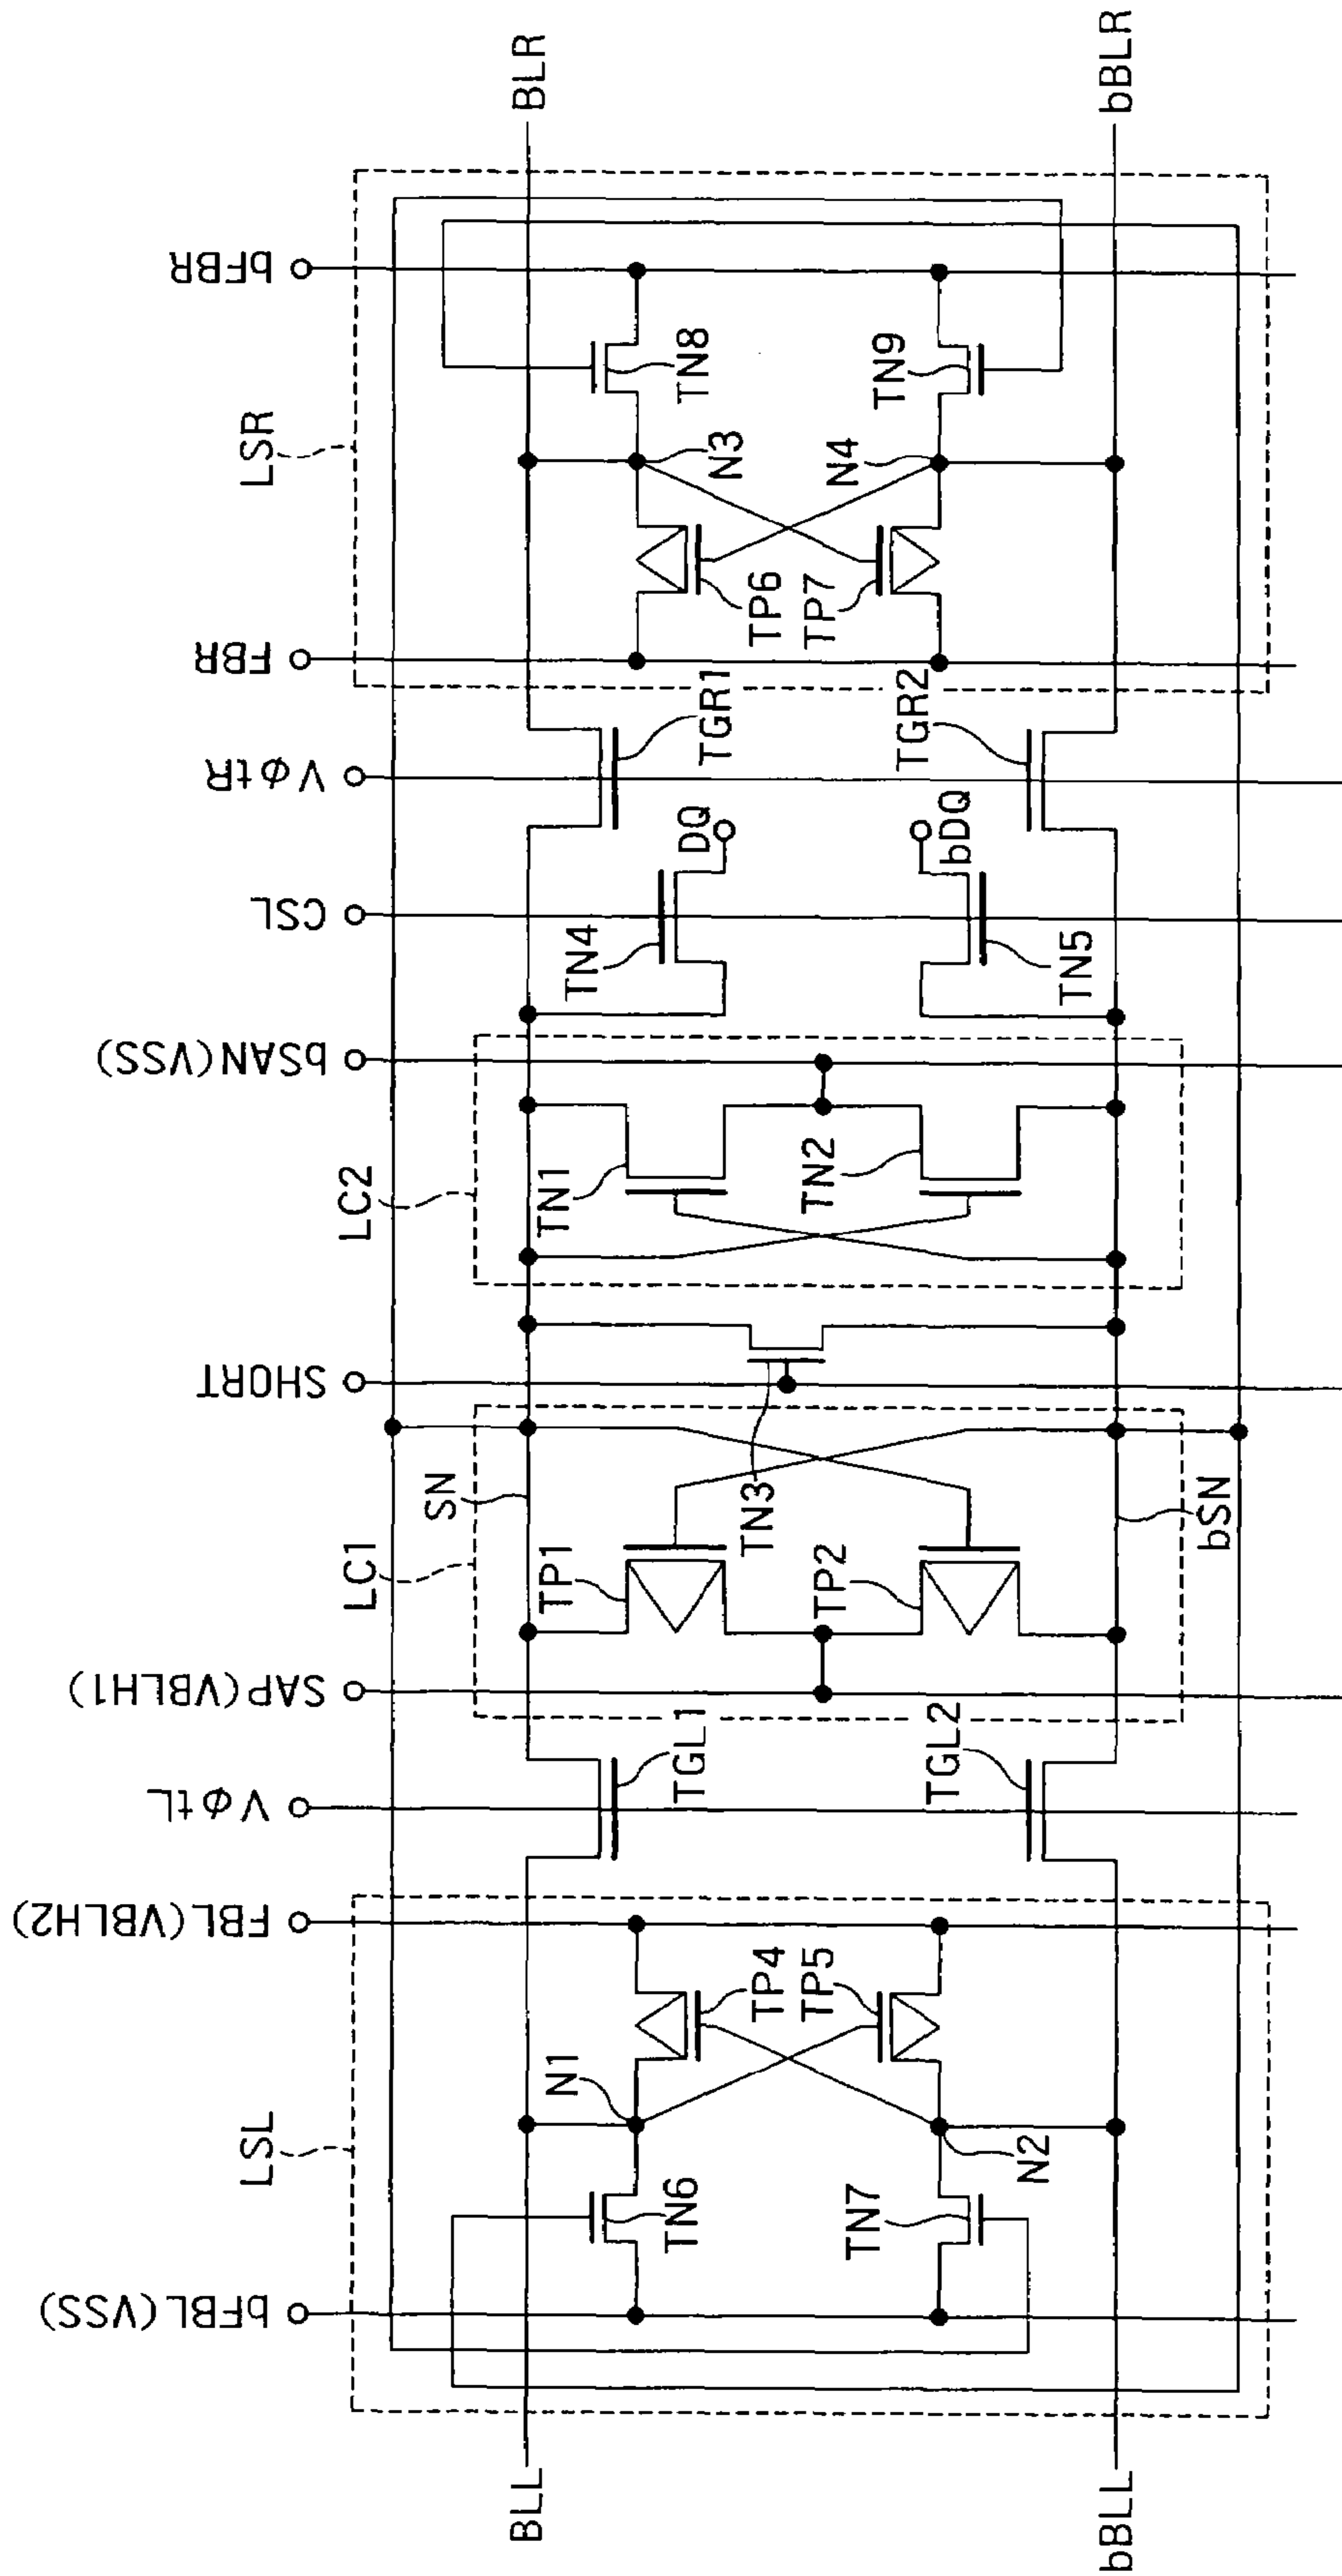 BLR
bBLR
bFBR
LSR
TN8
TN9
N3
N4
TP6
TP7
FBR
TGR1
TGR2
VφtR
DQ
bDQ
CSL
TN4
TN5
bSAN(VSS)
LC2
TN1
TN2
SHORT
TN3
SN
bSN
LC1
TP1
TP2
SAP(VBLH1)
TGL1
TGL2
VφtL
FBL(VBLH2)
TP4
TP5
N1
N2
LSL
TN6
TN7
bFBL(VSS)
BLL
bBLL